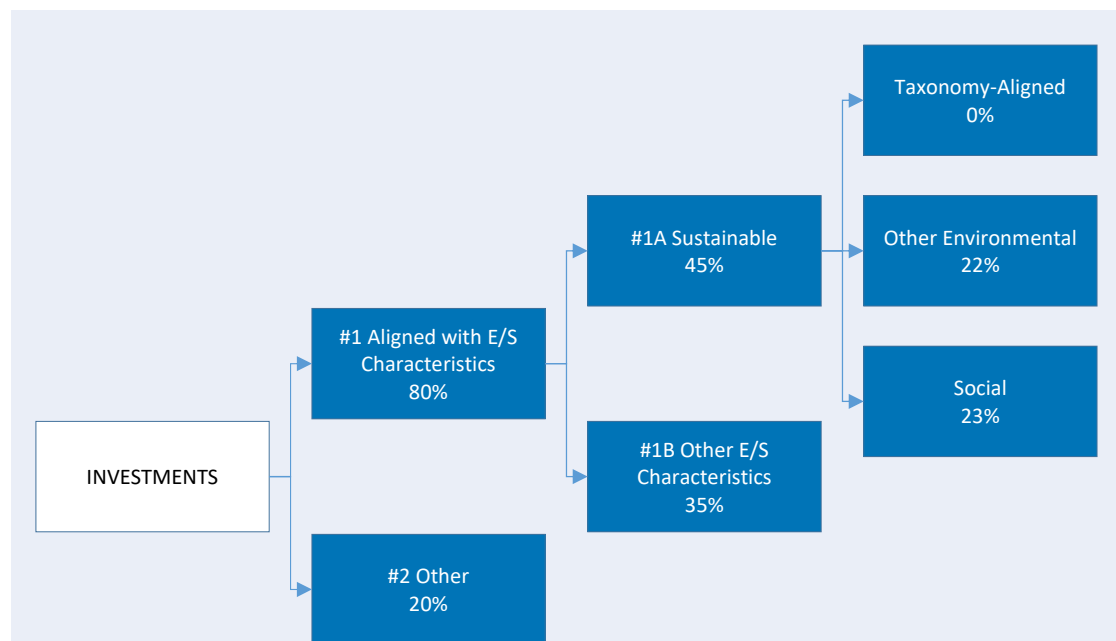 INVESTMENTS
#1 Aligned with E/S
Characteristics
80%
#2 Other
20%
#1A Sustainable
45%
#1B Other E/S
Characteristics
35%
Taxonomy-Aligned
0%
Other Environmental
22%
Social
23%